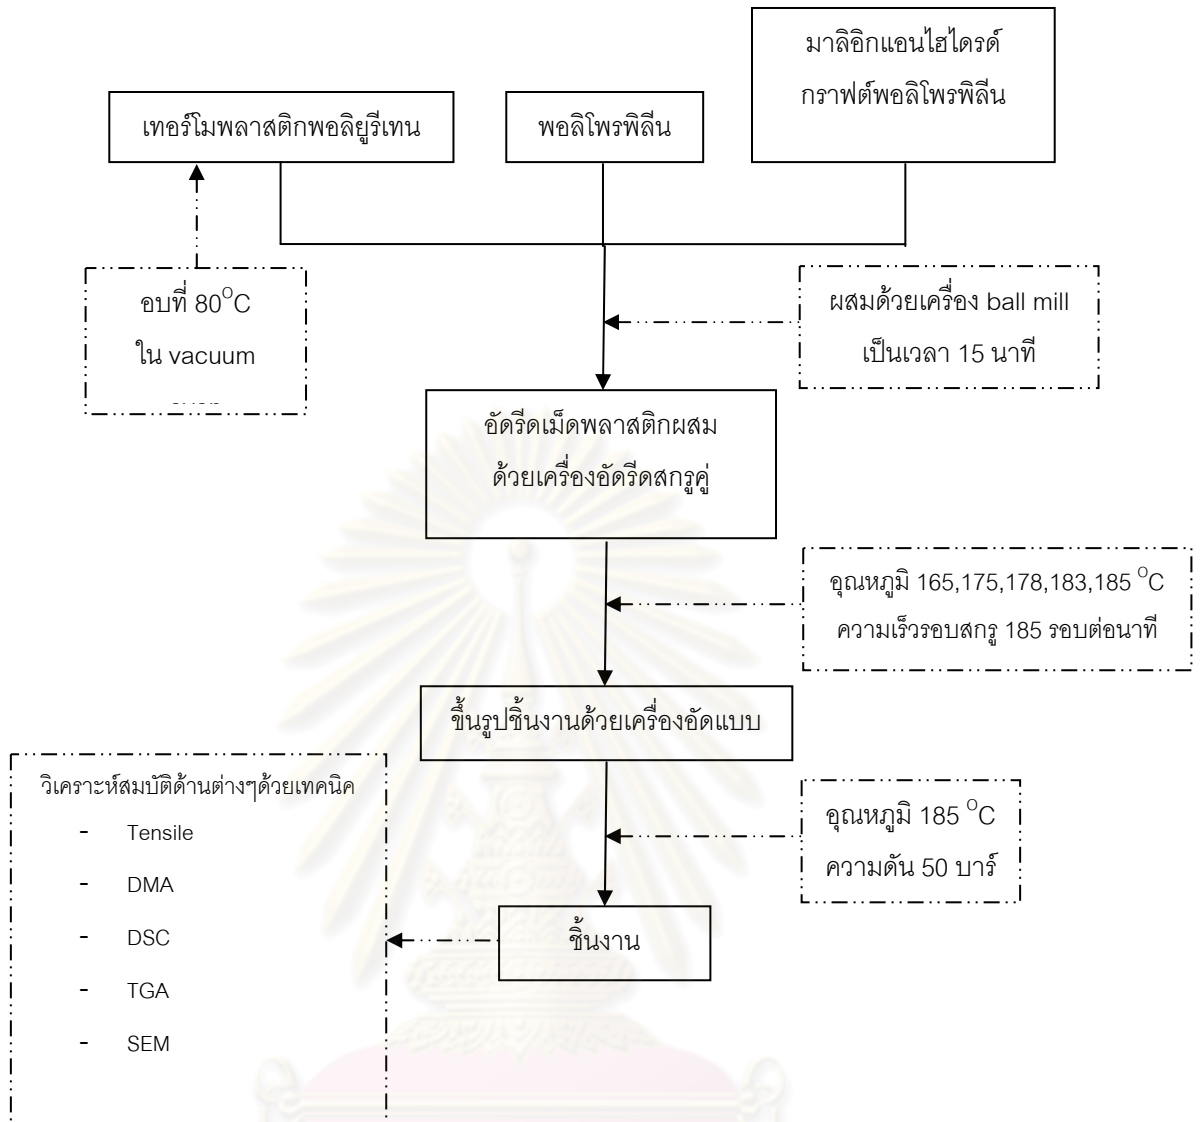 มาลิอิกแอนไฮไดรด์
กราฟต์พอลิโพรพิลีน
เทอร์โมพลาสติกพอลิยูรีเทน
พอลิโพรพิลีน
อบที่ 80°C
ใน vacuum
ผสมด้วยเครื่อง ball mill
เป็นเวลา 15 นาที
อัดรีดเม็ดพลาสติกผสม
ด้วยเครื่องอัดรีดสกรูคู่
อุณหภูมิ 165,175,178,183,185 °C
ความเร็วรอบสกรู 185 รอบต่อนาที
ขึ้นรูปชิ้นงานด้วยเครื่องอัดแบบ
วิเคราะห์สมบัติด้านต่างๆด้วยเทคนิค
- Tensile
- DMA
- DSC
- TGA
- SEM
อุณหภูมิ 185 °C
ความดัน 50 บาร์
ชิ้นงาน